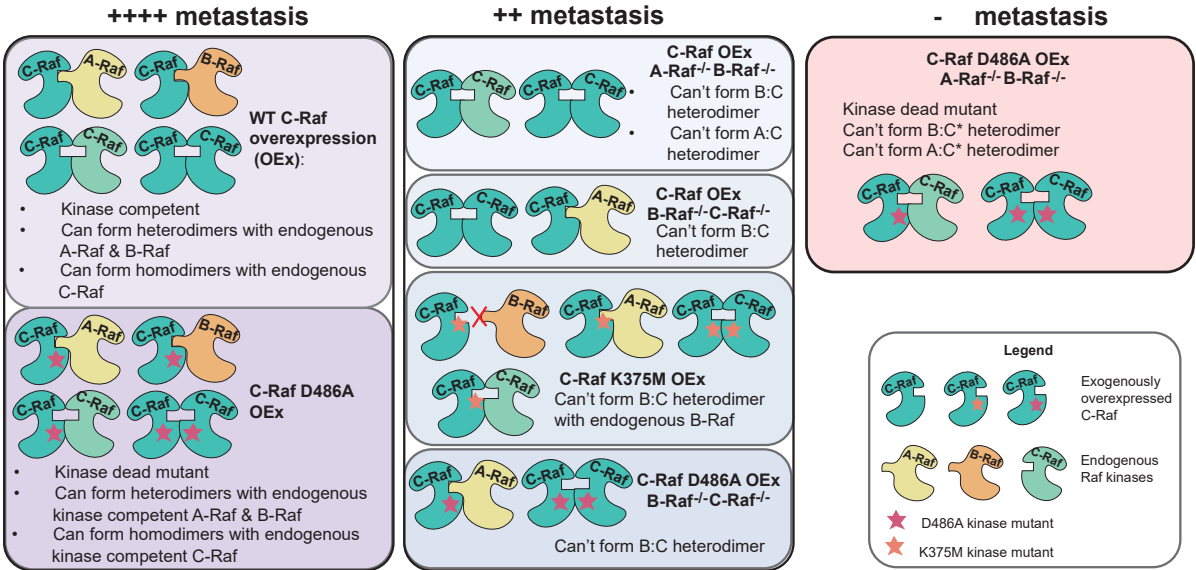 ++++ metastasis
C-Raf A-Raf C-Raf B-Raf
C-Raf C-Raf C-Raf C-Raf
WT C-Raf
overexpression
(OEx):
• Kinase competent
• Can form heterodimers with endogenous
A-Raf & B-Raf
• Can form homodimers with endogenous
C-Raf
C-Raf A-Raf C-Raf B-Raf
C-Raf C-Raf C-Raf C-Raf
C-Raf D486A
OEx
• Kinase dead mutant
• Can form heterodimers with endogenous
kinase competent A-Raf & B-Raf
• Can form homodimers with endogenous
kinase competent C-Raf
++ metastasis
C-Raf C-Raf C-Raf C-Raf
C-Raf OEx
A-Raf-/- B-Raf-/-
• Can't form B:C
heterodimer
• Can't form A:C
heterodimer
C-Raf C-Raf C-Raf A-Raf
C-Raf OEx
B-Raf-/-C-Raf-/-
Can't form B:C
heterodimer
C-Raf B-Raf C-Raf A-Raf C-Raf C-Raf
C-Raf C-Raf
C-Raf K375M OEx
Can't form B:C heterodimer
with endogenous B-Raf
C-Raf A-Raf C-Raf C-Raf
C-Raf D486A OEx
B-Raf-/-C-Raf-/-
Can't form B:C heterodimer
- metastasis
C-Raf D486A OEx
A-Raf-/- B-Raf-/-
Kinase dead mutant
Can't form B:C* heterodimer
Can't form A:C* heterodimer
C-Raf C-Raf C-Raf C-Raf
Legend
C-Raf C-Raf C-Raf
Exogenously
overexpressed
C-Raf
A-Raf B-Raf C-Raf
Endogenous
Raf kinases
D486A kinase mutant
K375M kinase mutant